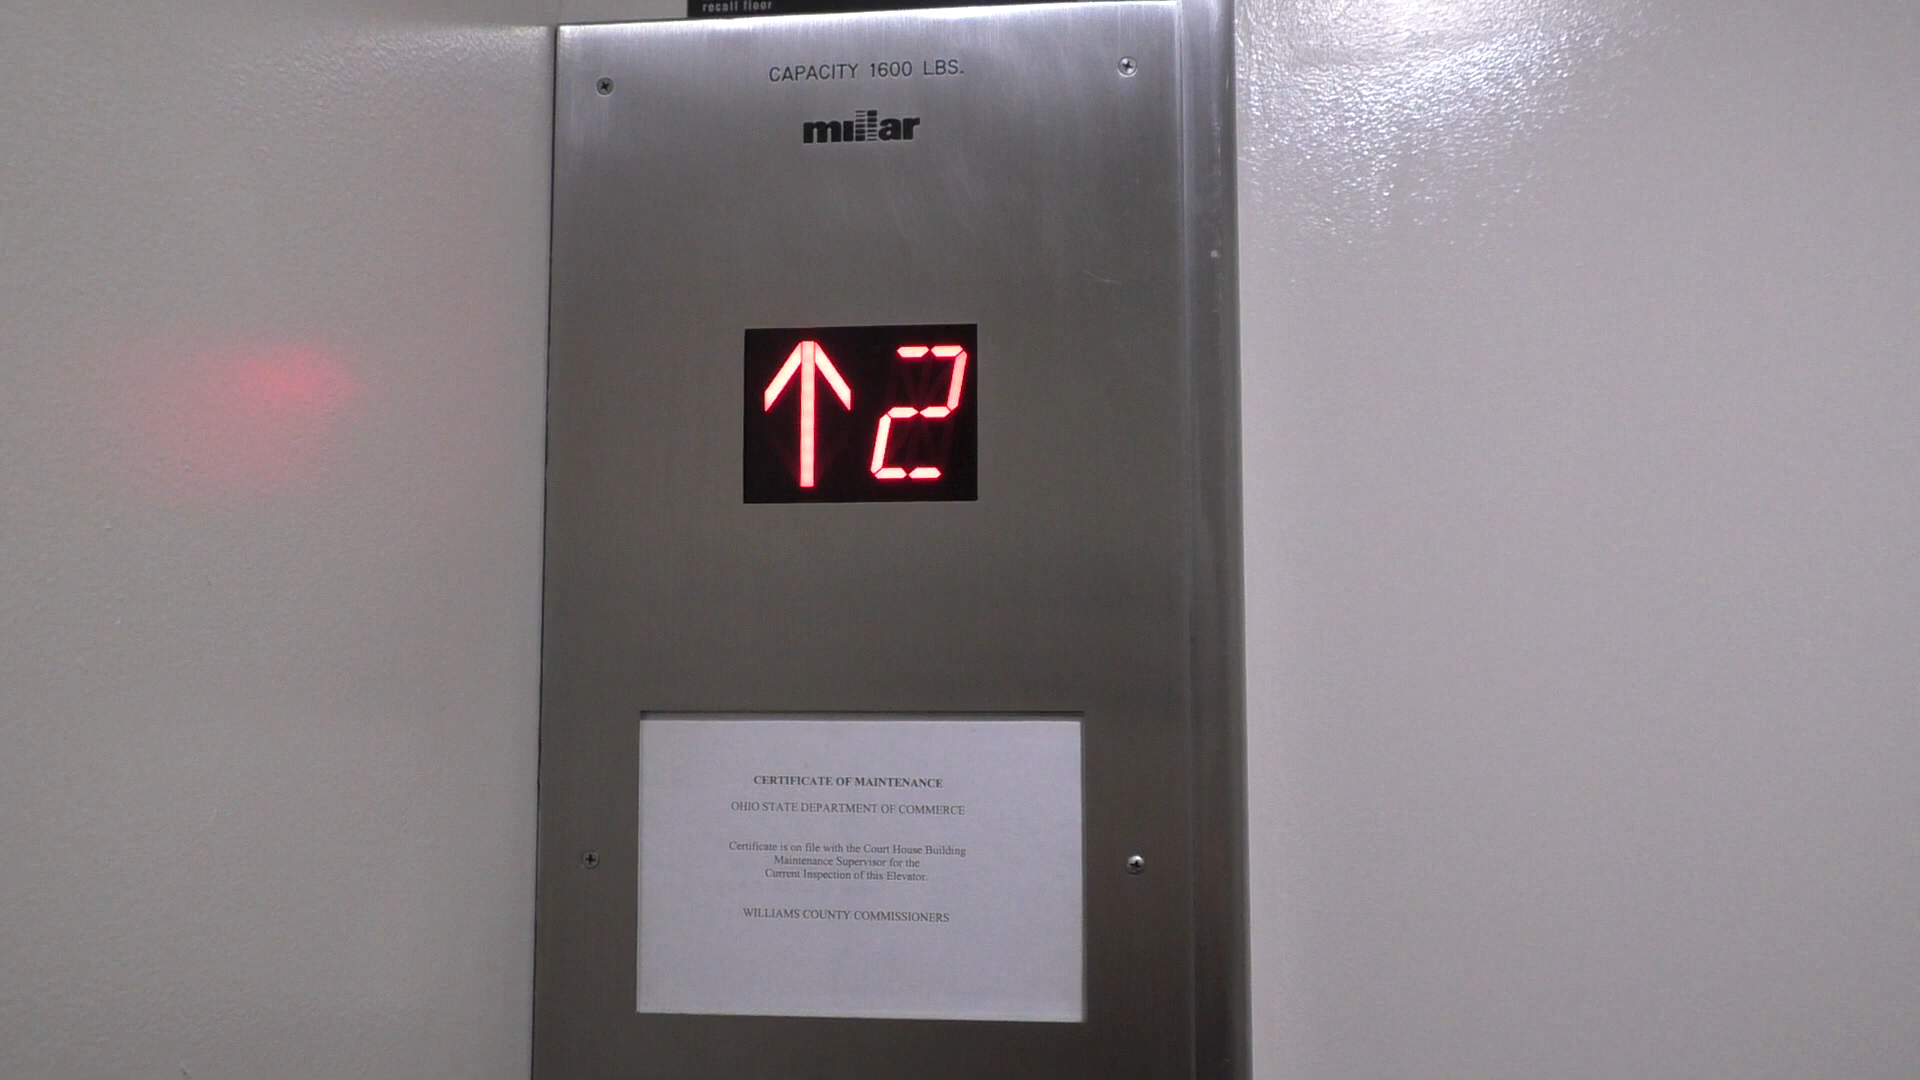 recall floor
CAPACITY 1600 LBS.
millar
↑2
CERTIFICATE OF MAINTENANCE
OHIO STATE DEPARTMENT OF COMMERCE
Certificate is on file with the Court House Building
Maintenance Supervisor for the
Current Inspection of this Elevator.
WILLIAMS COUNTY COMMISSIONERS